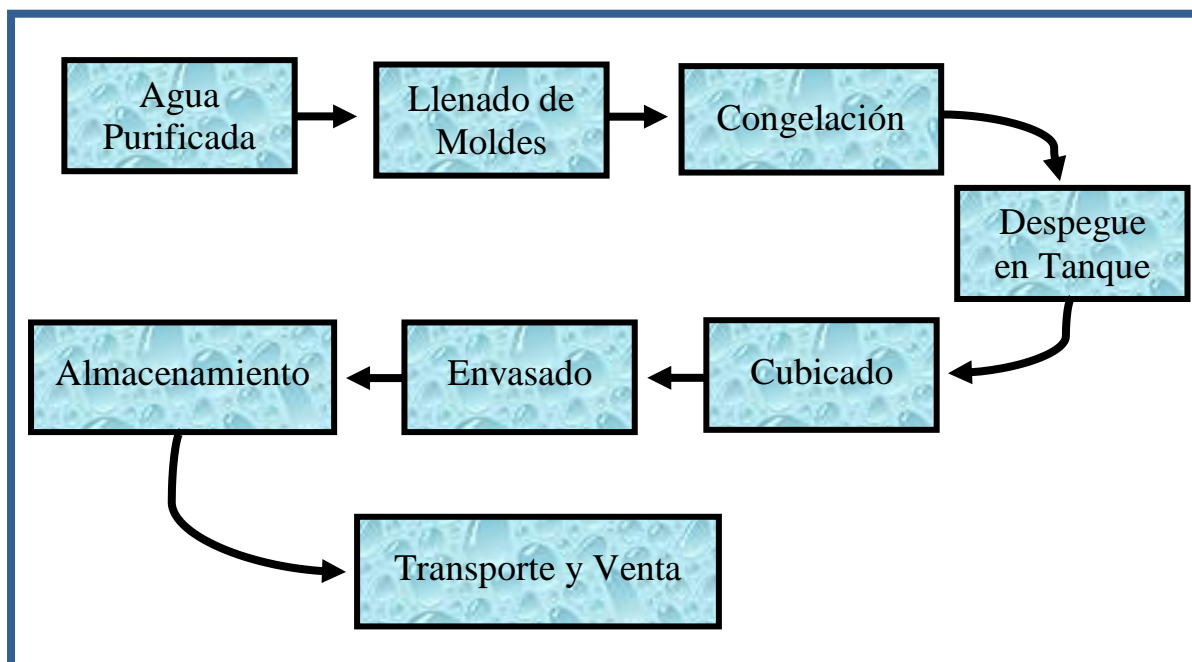 Agua
Purificada
Llenado de
Moldes
Congelación
Despegue
en Tanque
Cubicado
Envasado
Almacenamiento
Transporte y Venta